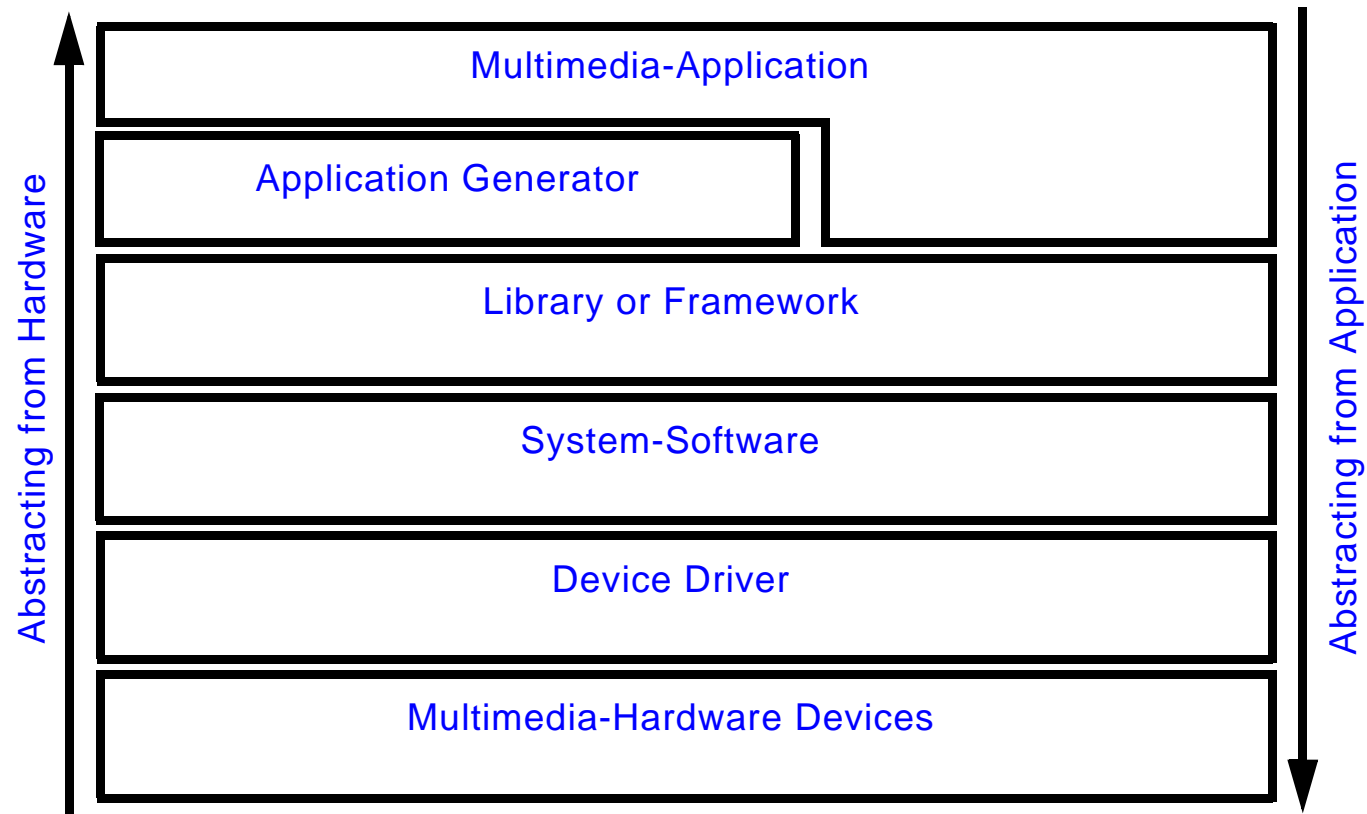 Multimedia-Application
Application Generator
Library or Framework
System-Software
Device Driver
Multimedia-Hardware Devices
Abstracting from Hardware
Abstracting from Application